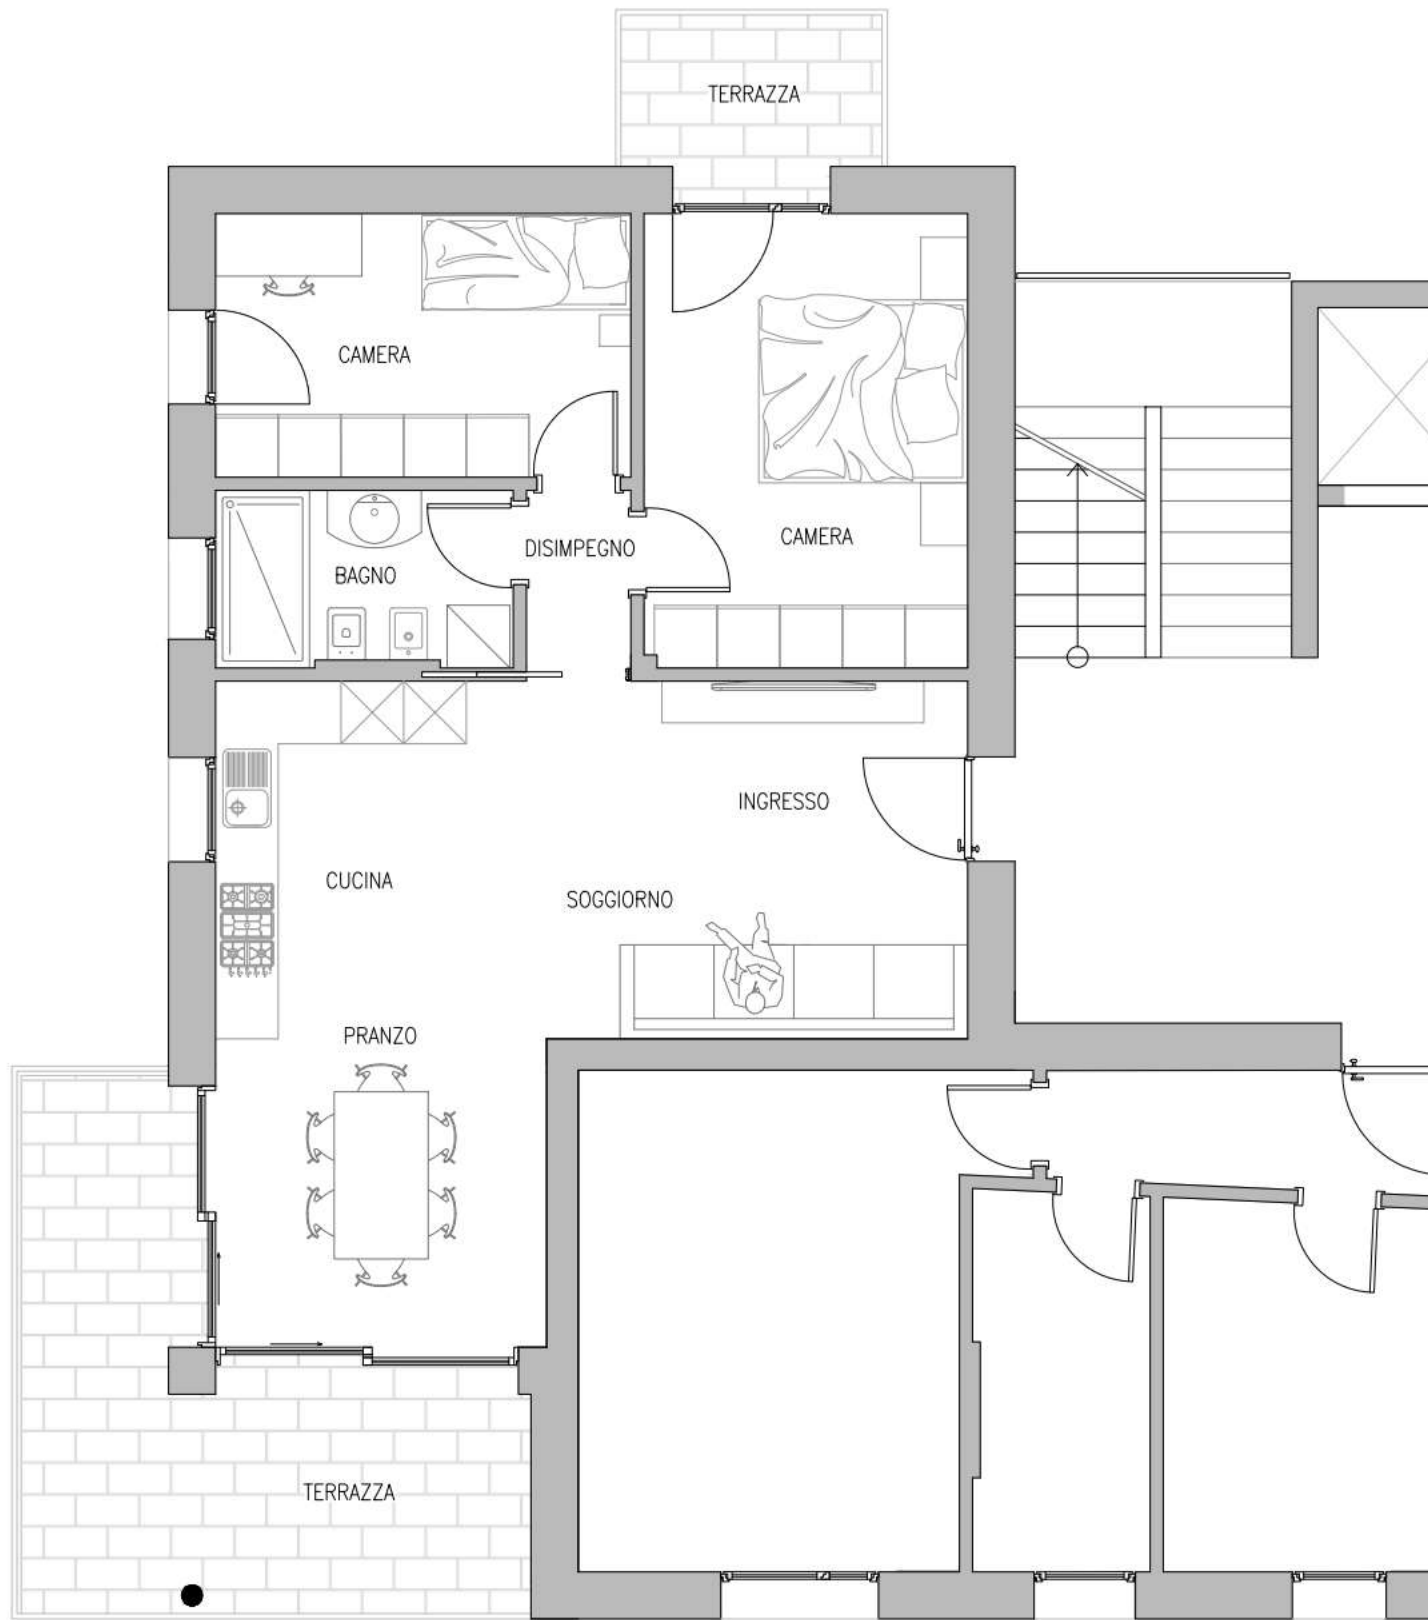 TERRAZZA
CAMERA
CAMERA
DISIMPEGNO
BAGNO
INGRESSO
CUCINA
SOGGIORNO
PRANZO
TERRAZZA